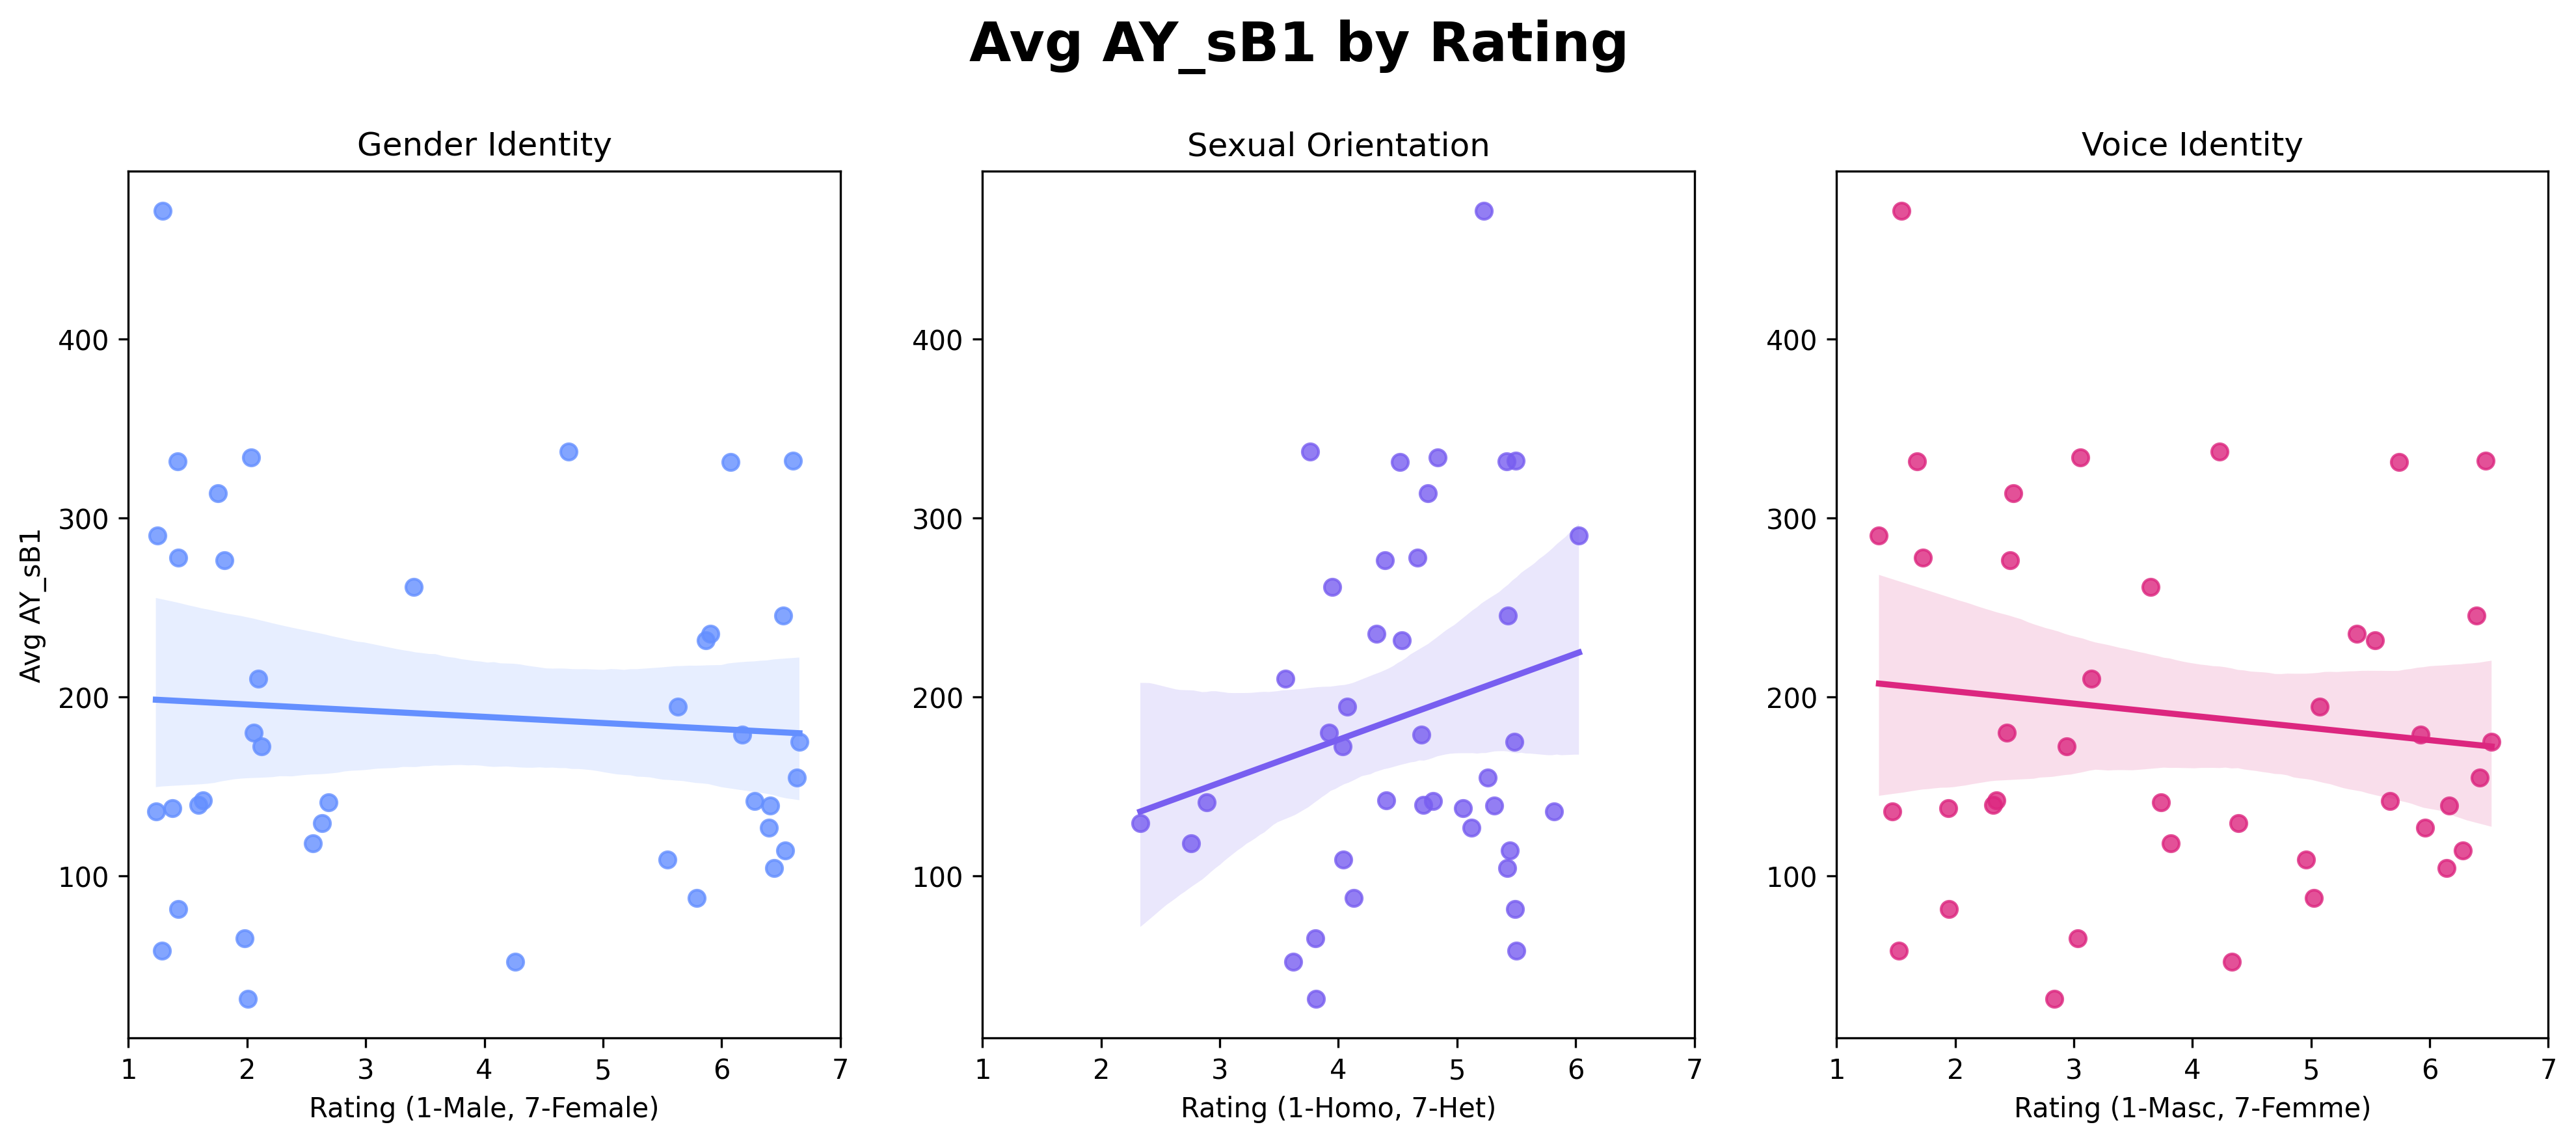 Avg AY_sB1 by Rating
Gender Identity
Sexual Orientation
Voice Identity
Avg AY_sB1
400
300
200
100
1 2 3 4 5 6 7
Rating (1-Male, 7-Female)
400
300
200
100
1 2 3 4 5 6 7
Rating (1-Homo, 7-Het)
400
300
200
100
1 2 3 4 5 6 7
Rating (1-Masc, 7-Femme)